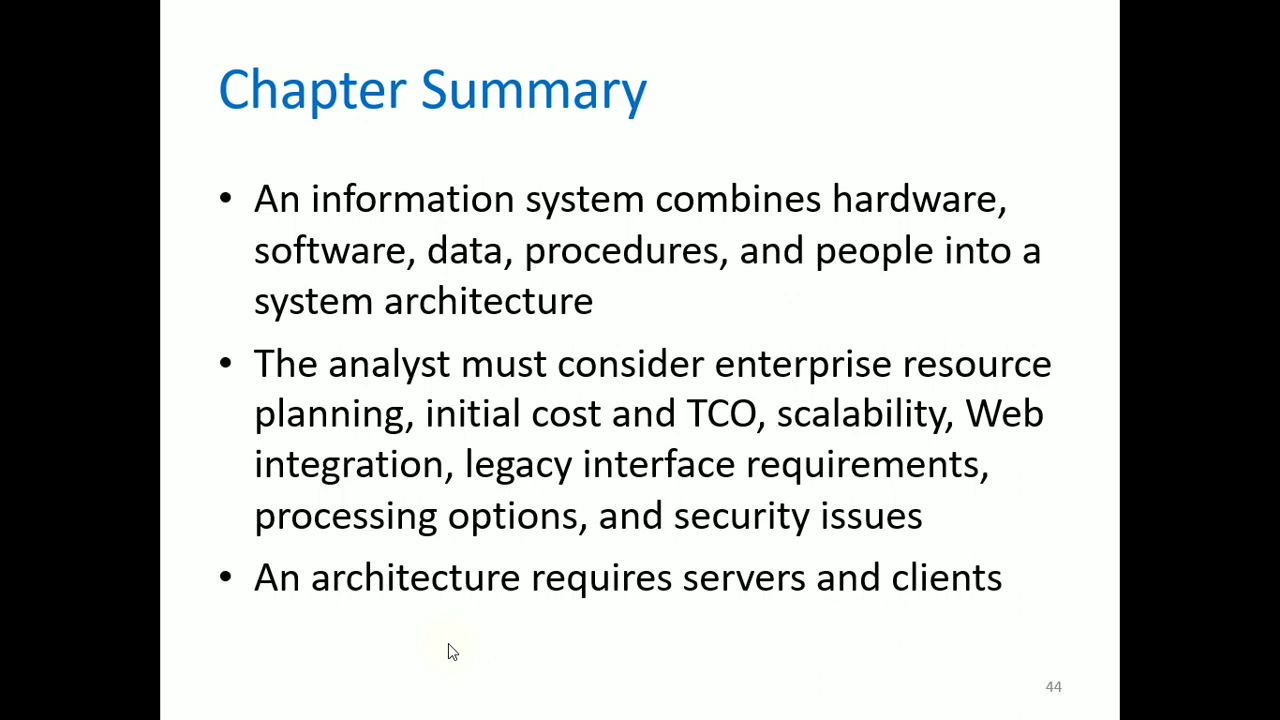 Chapter Summary
• An information system combines hardware,
software, data, procedures, and people into a
system architecture
• The analyst must consider enterprise resource
planning, initial cost and TCO, scalability, Web
integration, legacy interface requirements,
processing options, and security issues
• An architecture requires servers and clients
44